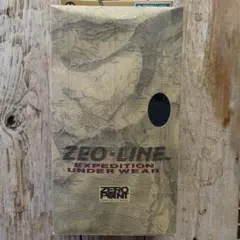 ZEO-LINE
EXPEDITION
UNDER WEAR
ZERO
POINT